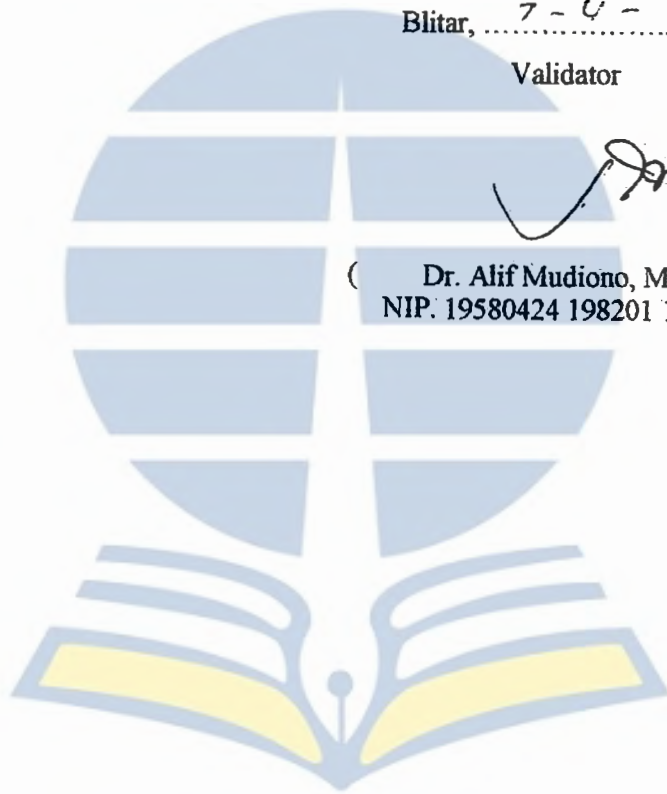 Blitar, 7 - 4 -
Validator
( Dr. Alif Mudiono, M
NIP. 19580424 198201